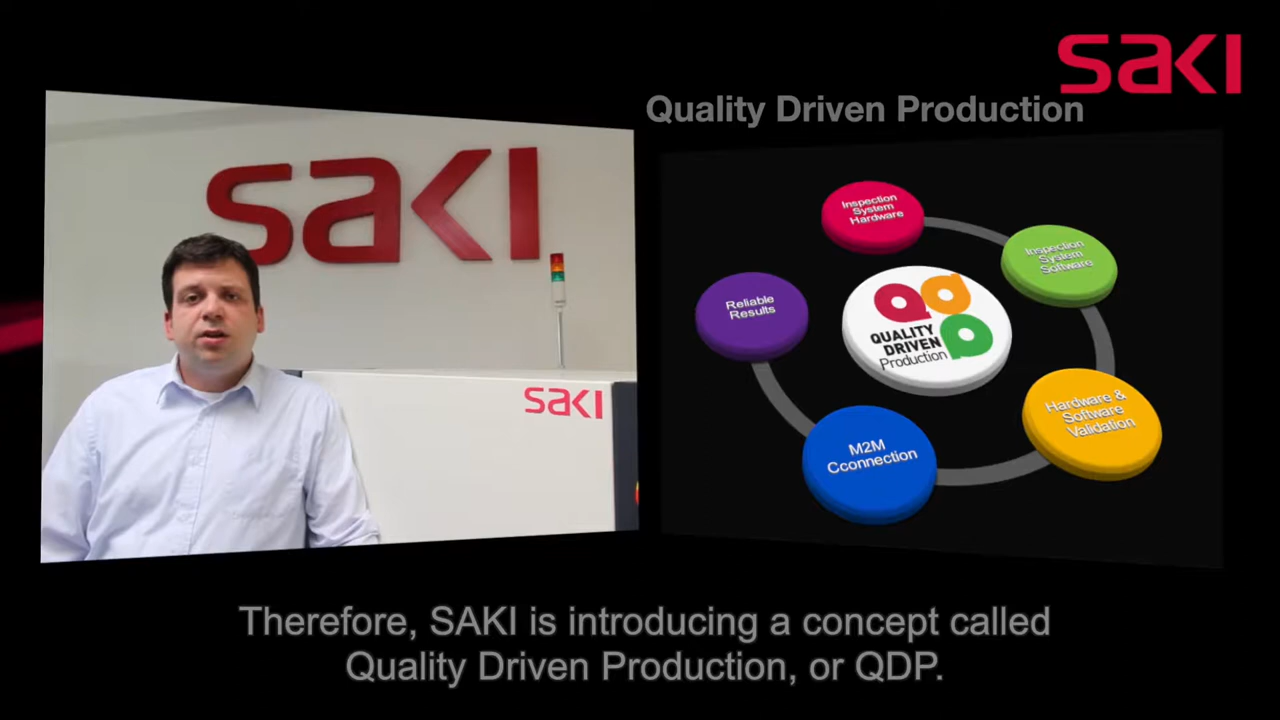 saki
Quality Driven Production
saki
saki
Inspection
System
Hardware
Inspection
System
Software
Reliable
Results
QUALITY
DRIVEN
Production
Hardware &
Software
Validation
M2M
Cconnection
Therefore, SAKI is introducing a concept called
Quality Driven Production, or QDP.